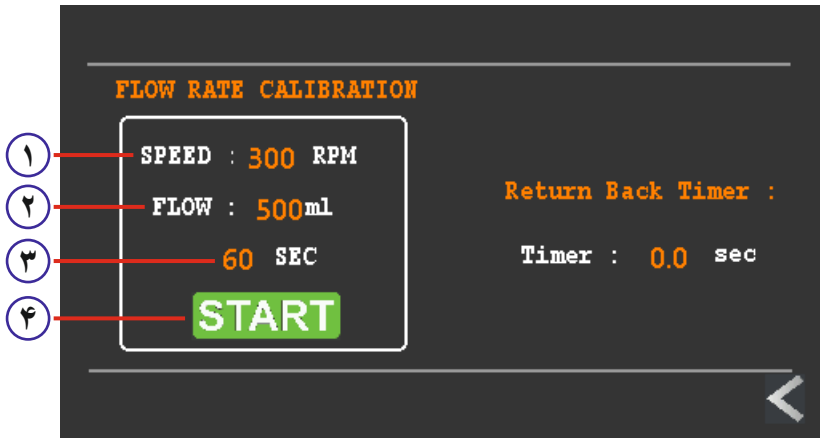 FLOW RATE CALIBRATION
۱ SPEED : 300 RPM
۲ FLOW : 500ml
۳ 60 SEC
۴ START
Return Back Timer :
Timer : 0.0 sec